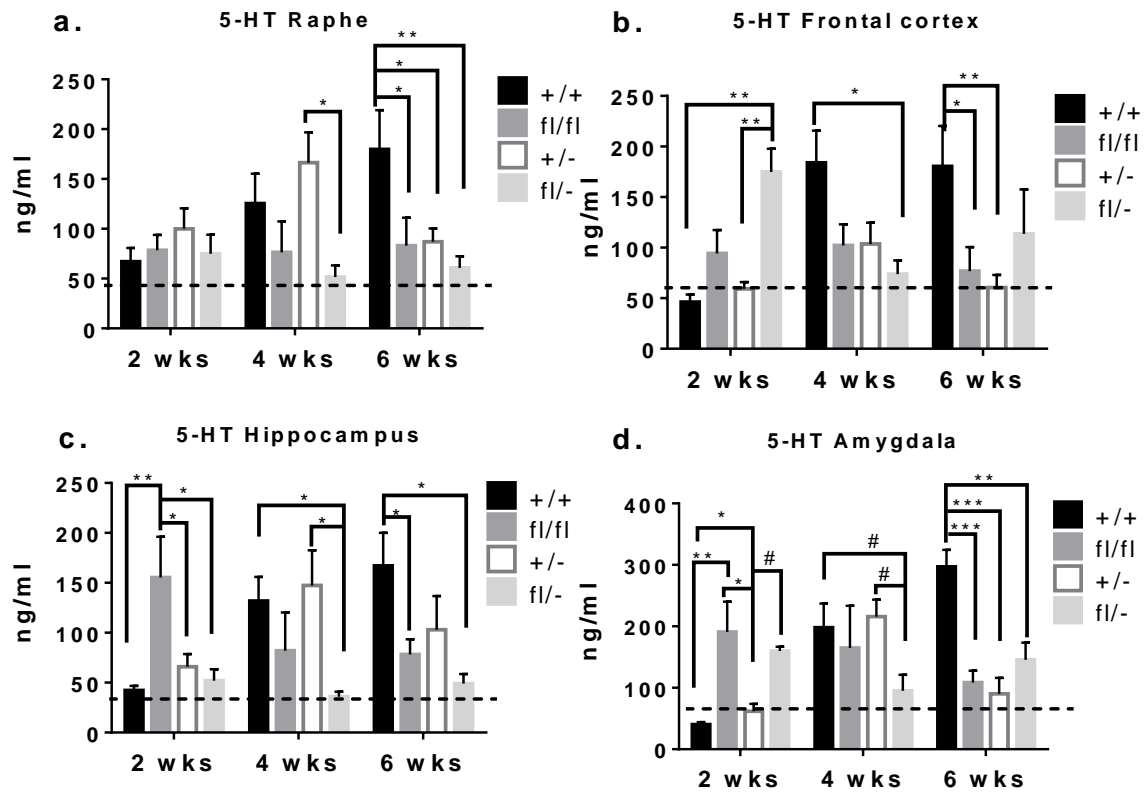 a.
5-HT Raphe
**
*
*
*
250
200
150
100
50
0
ng/ml
2 wks
4 wks
6 wks
+/+
fl/fl
+/-
fl/-
b.
5-HT Frontal cortex
**
**
*
**
*
250
200
150
100
50
0
ng/ml
2 wks
4 wks
6 wks
+/+
fl/fl
+/-
fl/-
c.
5-HT Hippocampus
**
*
*
*
*
*
*
250
200
150
100
50
0
ng/ml
2 wks
4 wks
6 wks
+/+
fl/fl
+/-
fl/-
d.
5-HT Amygdala
*
**
*
#
#
#
**
***
***
400
300
200
100
0
ng/ml
2 wks
4 wks
6 wks
+/+
fl/fl
+/-
fl/-